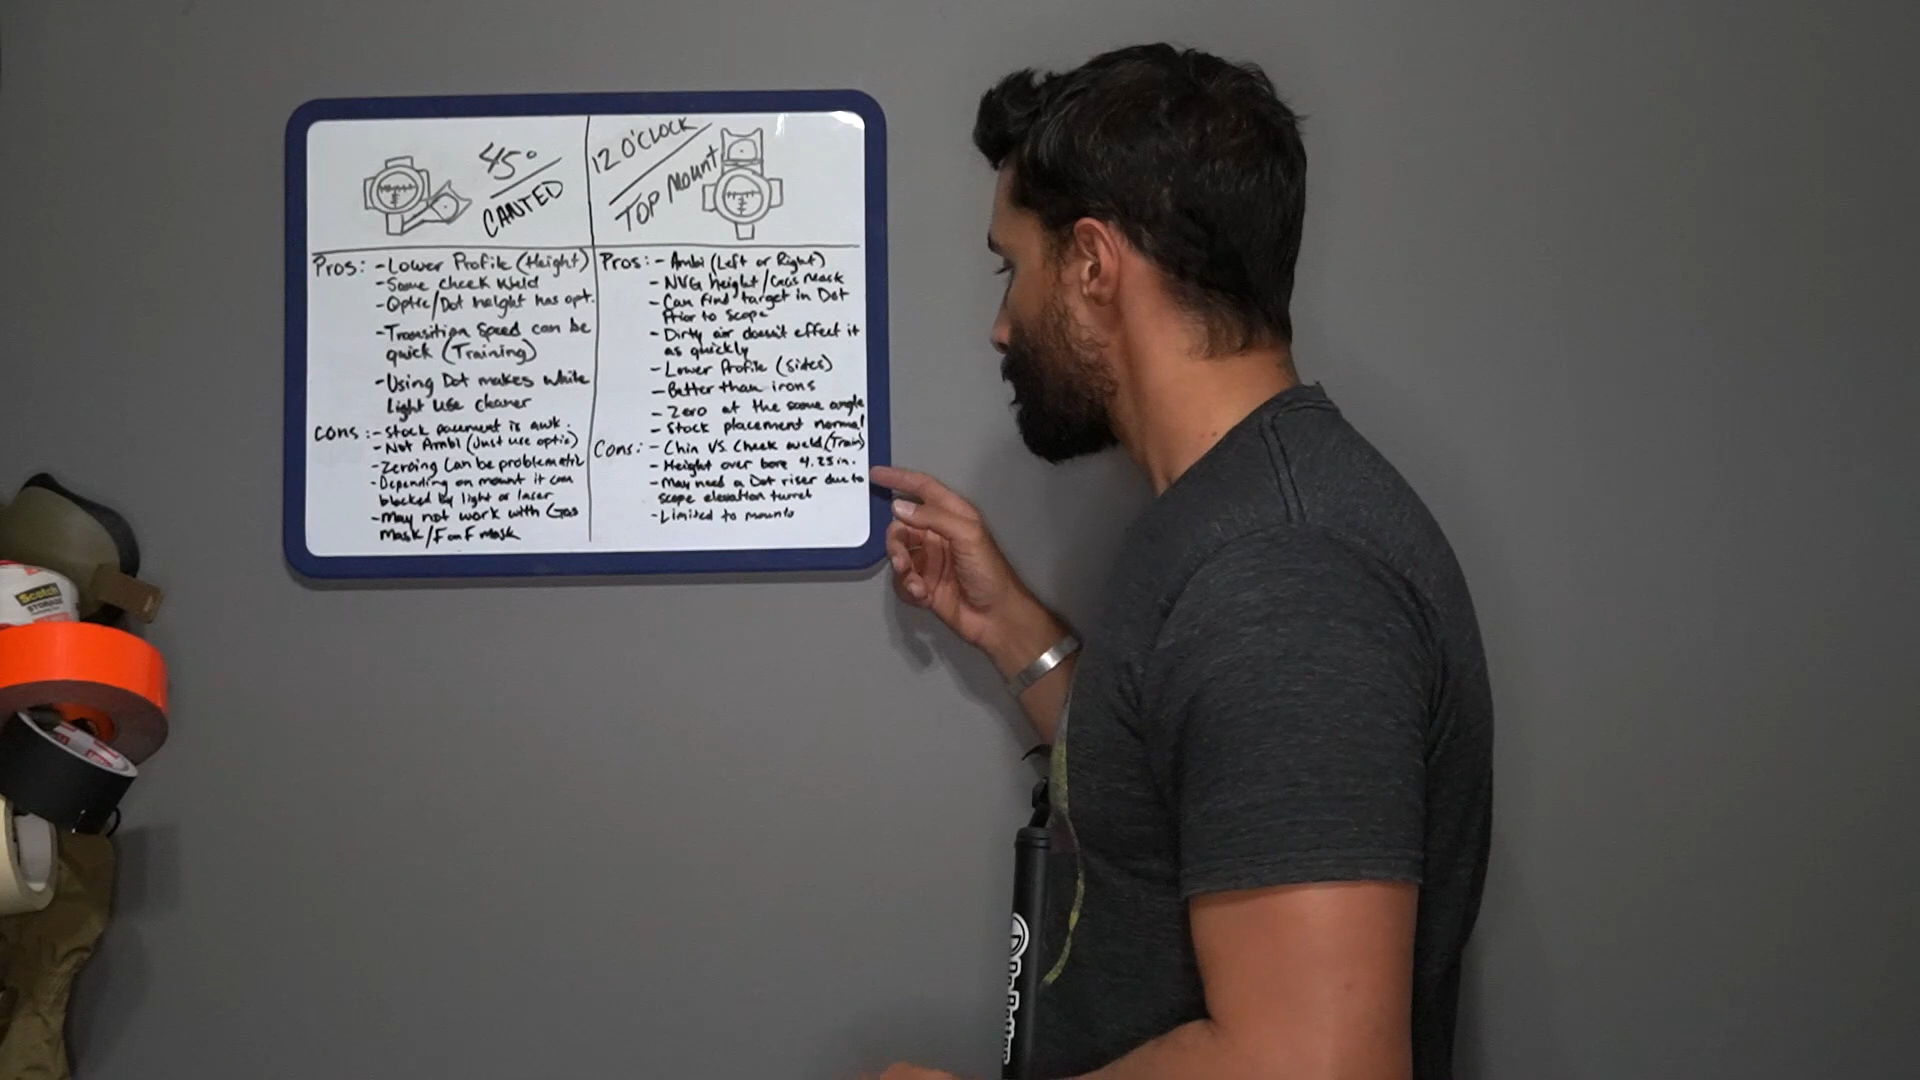 45°
CANTED
12 O'CLOCK
TOP MOUNT
Pros: - Lower Profile (Height)
- Same cheek weld
- Optic/Dot height has opt.
- Transition Speed can be
quick (Training)
- Using Dot makes white
Light use cleaner
Cons: - Stock pacement is awk.
- Not Ambi (Just use optic)
- Zeroing can be problematic
- Depending on mount it can
blocked by light or laser
- May not work with Gas
Mask/FonF mask
Pros: - Ambi (Left or Right)
- NVG height/Gas Mask
- Can find target in Dot
Prior to Scope
- Dirty air doesn't effect it
as quickly
- Lower Profile (Sides)
- Better than irons
- Zero at the same angle
- Stock placement normal
Cons: - Chin VS. Cheek weld (Train)
- Height over bore 4.25in.
- May need a Dot riser due to
scope elevation turret
- Limited to mounts
Scotch
STORAGE